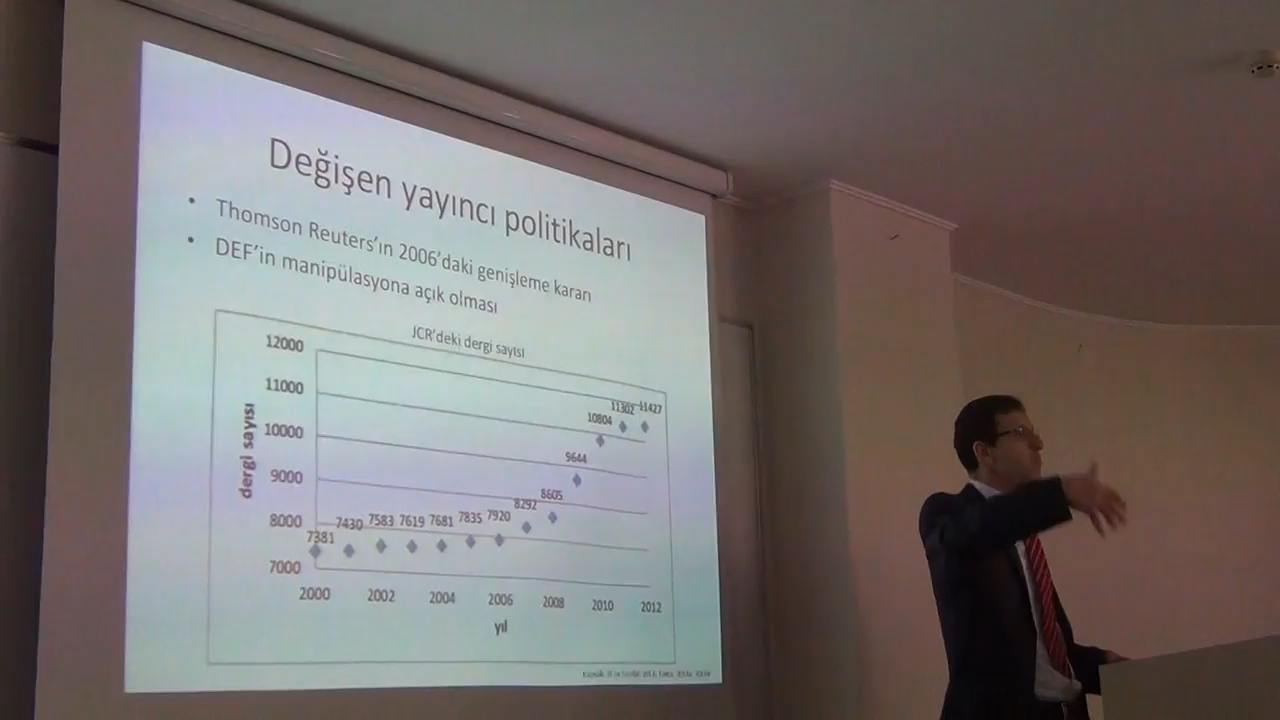 Değişen yayıncı politikaları
• Thomson Reuters'ın 2006'daki genişleme kararı
• DEF'in manipülasyona açık olması
JCR'deki dergi sayısı
12000
11000
10000
9000
8000
7000
dergi sayısı
7381
7430
7583
7619
7681
7835
7920
8292
8605
9644
10804
11302
11427
2000 2002 2004 2006 2008 2010 2012
yıl